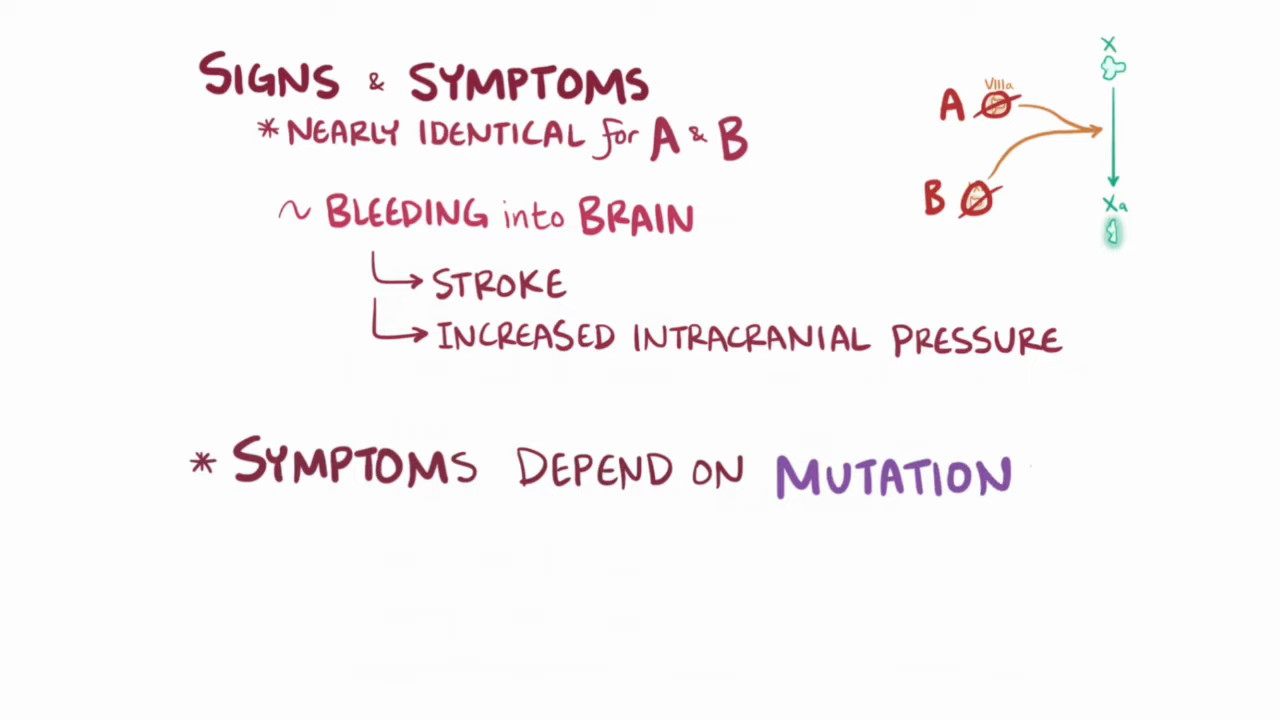 SIGNS & SYMPTOMS
* NEARLY IDENTICAL for A & B
~ BLEEDING into BRAIN
STROKE
INCREASED INTRACRANIAL PRESSURE
* SYMPTOMS DEPEND ON MUTATION
X
VIIIa
A
B
Xa